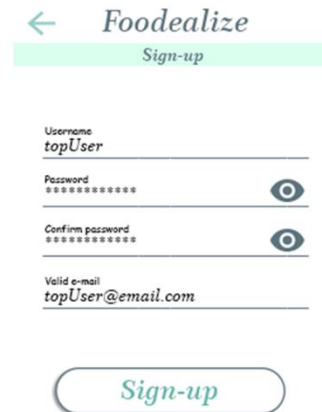 Foodealize
Sign-up
Username
topUser
Password
************
Confirm password
************
Valid e-mail
topUser@email.com
Sign-up